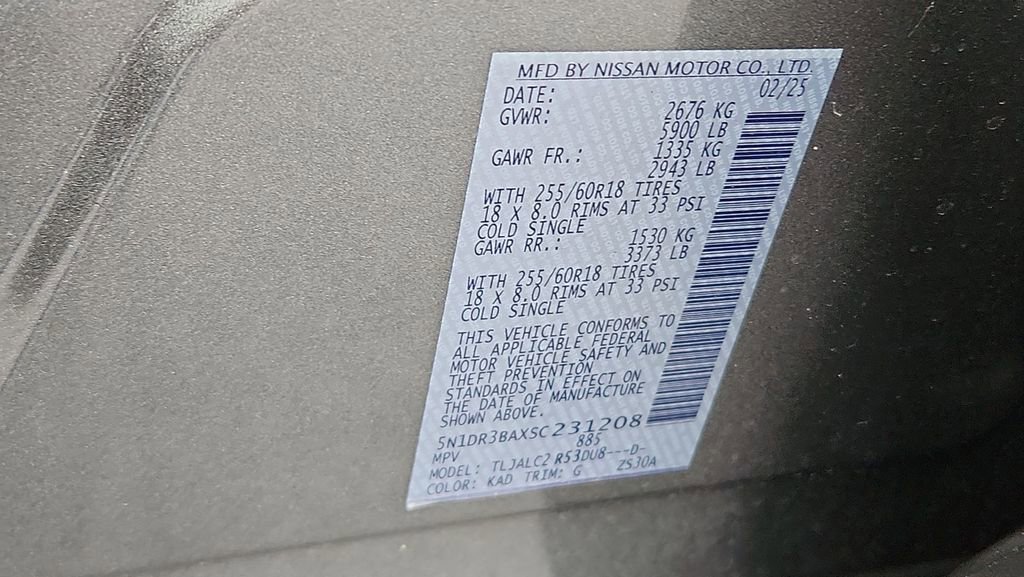 MFD BY NISSAN MOTOR CO., LTD.
DATE: 02/25
GVWR: 2676 KG
5900 LB
GAWR FR.: 1335 KG
2943 LB
WITH 255/60R18 TIRES
18 X 8.0 RIMS AT 33 PSI
COLD SINGLE
GAWR RR.: 1530 KG
3373 LB
WITH 255/60R18 TIRES
18 X 8.0 RIMS AT 33 PSI
COLD SINGLE
THIS VEHICLE CONFORMS TO
ALL APPLICABLE FEDERAL
MOTOR VEHICLE SAFETY AND
THEFT PREVENTION
STANDARDS IN EFFECT ON
THE DATE OF MANUFACTURE
SHOWN ABOVE.
5N1DR3BAXSC231208
MPV 885
MODEL: TLJALC2 R53DU8---D-
COLOR: KAD TRIM: G ZS30A